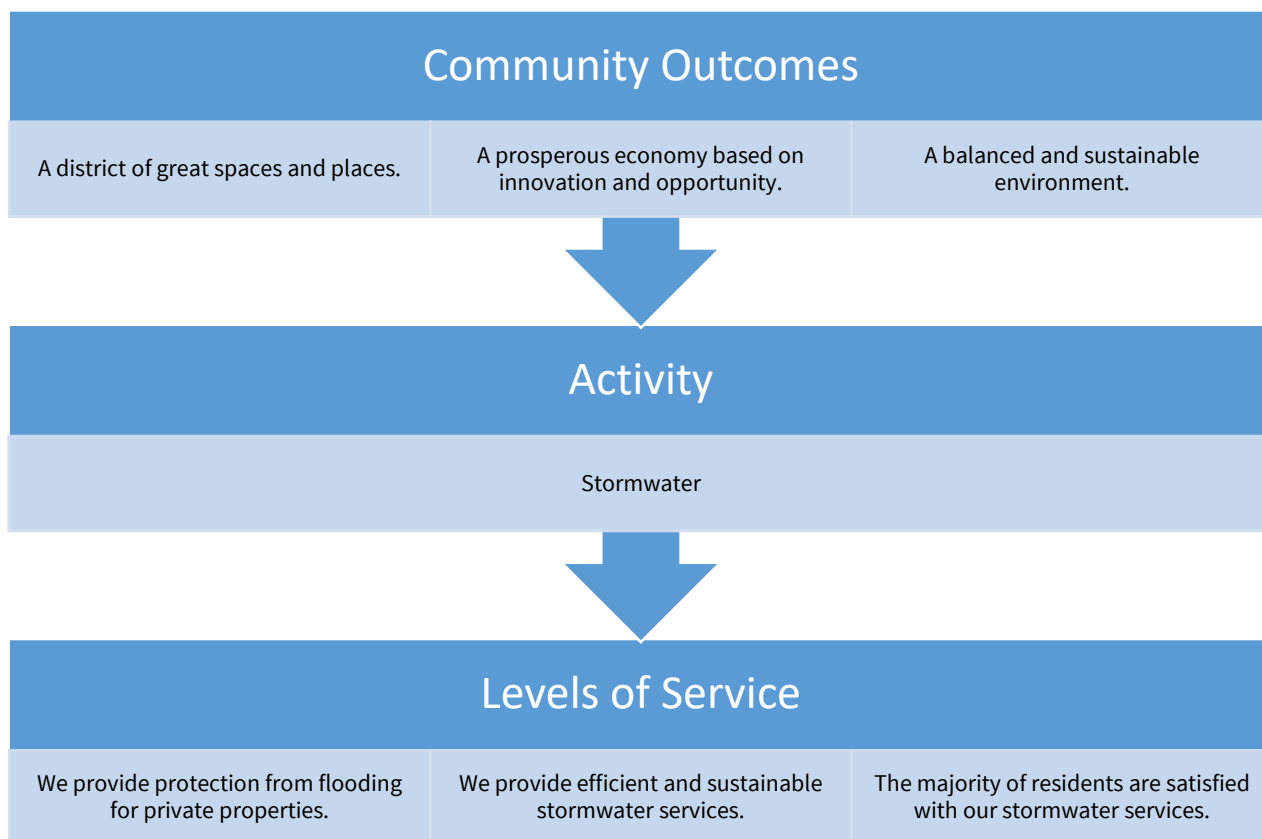 Community Outcomes
A district of great spaces and places.
A prosperous economy based on
innovation and opportunity.
A balanced and sustainable
environment.
Activity
Stormwater
Levels of Service
We provide protection from flooding
for private properties.
We provide efficient and sustainable
stormwater services.
The majority of residents are satisfied
with our stormwater services.